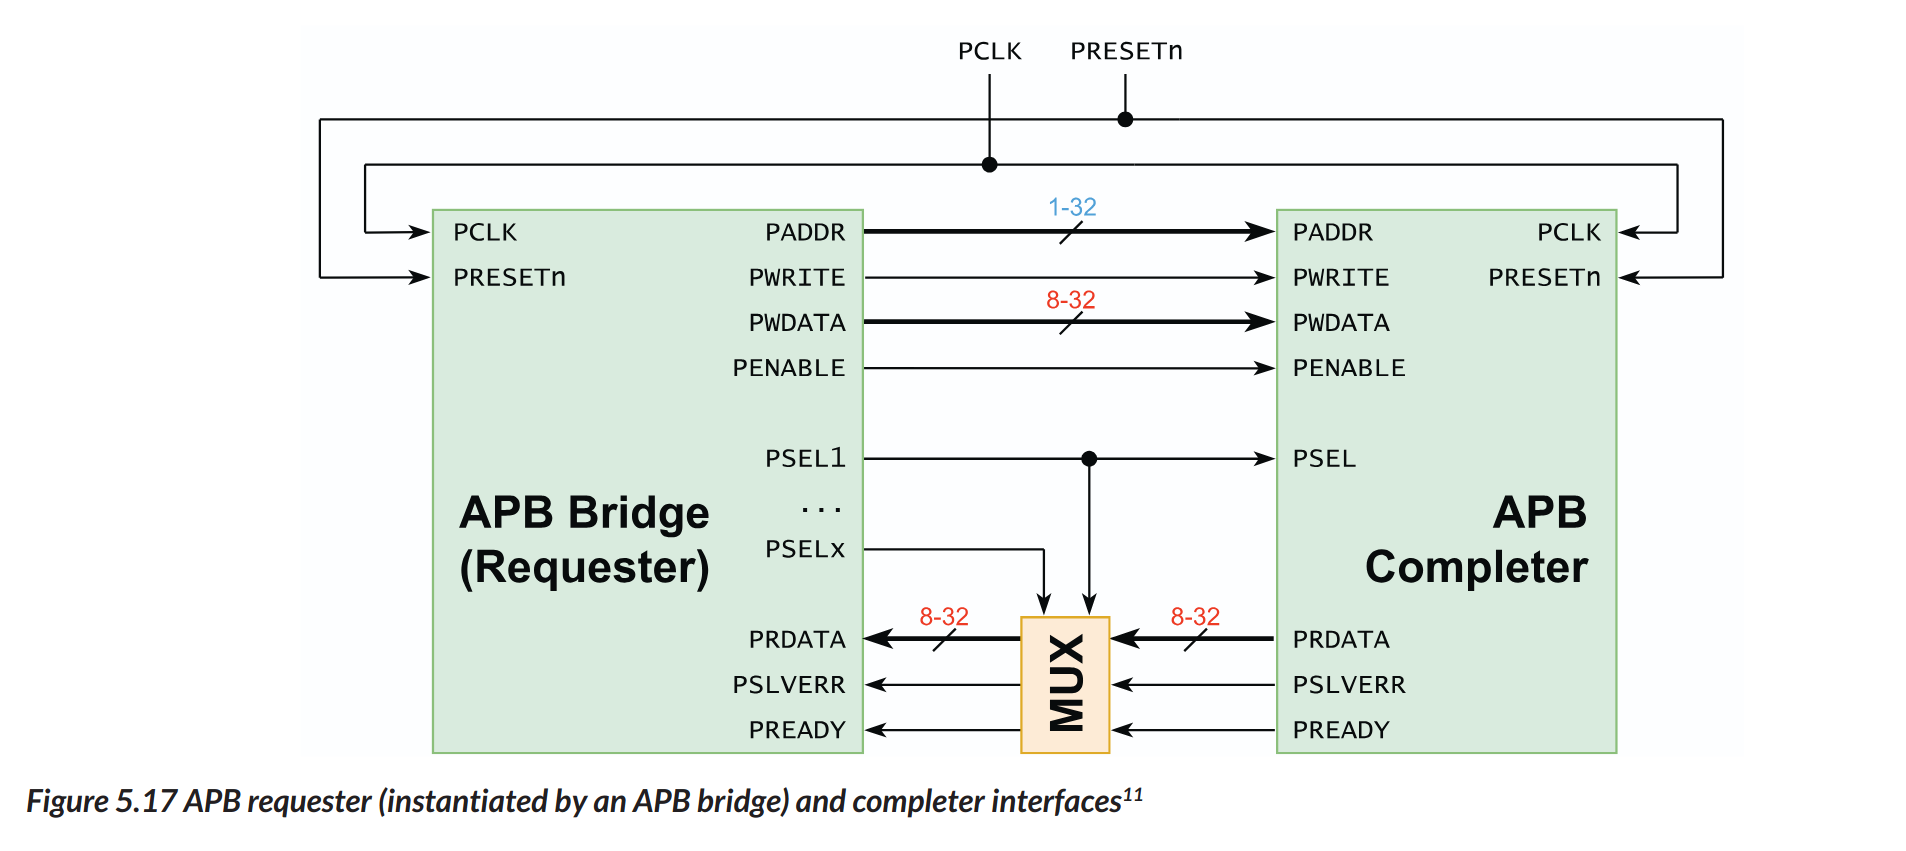 PCLK PRESETn
1-32
PCLK PADDR PADDR PCLK
PRESETn PWRITE PWRITE PRESETn
8-32
PWDATA PWDATA
PENABLE PENABLE
PSEL1 PSEL
APB Bridge ... APB
(Requester) PSELx Completer
8-32 8-32
PRDATA MUX PRDATA
PSLVERR PSLVERR
PREADY PREADY
Figure 5.17 APB requester (instantiated by an APB bridge) and completer interfaces11